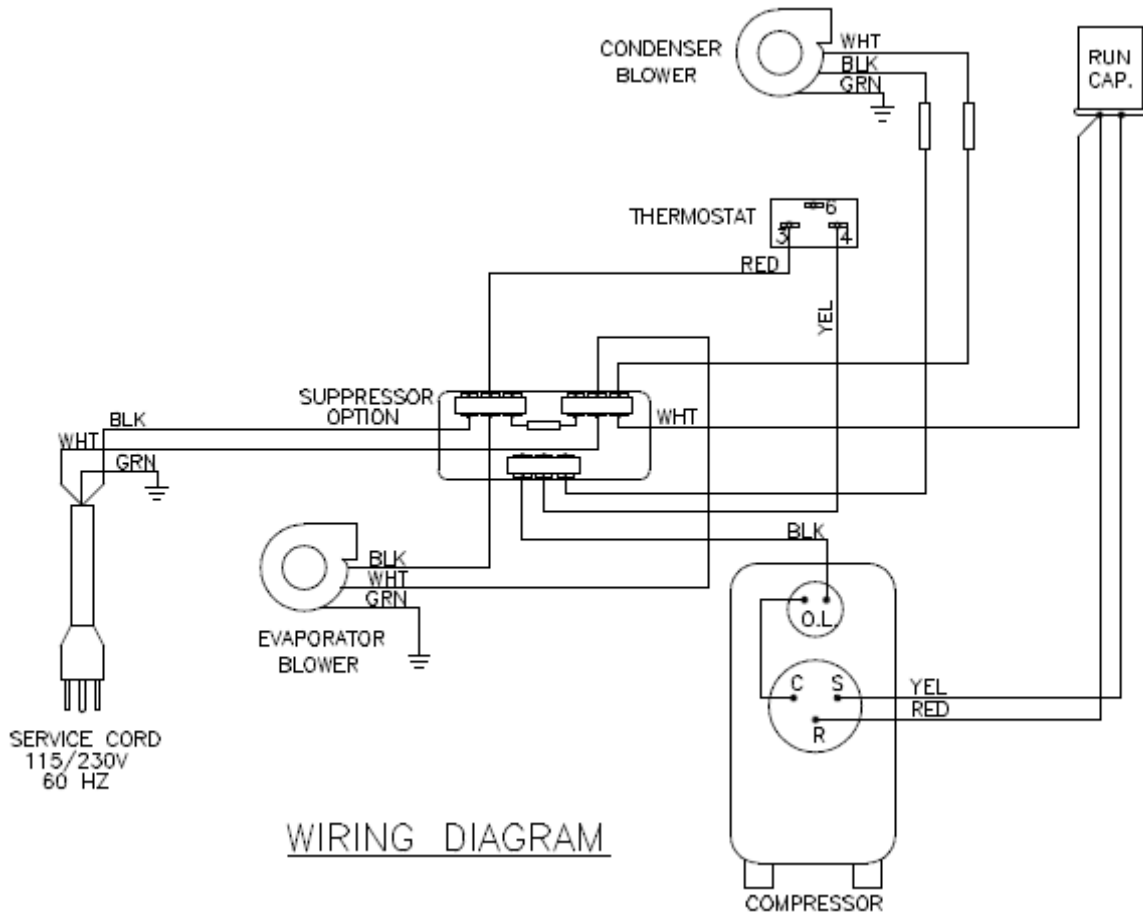 CONDENSER
BLOWER
WHT
BLK
GRN
RUN
CAP.
THERMOSTAT
6
3
4
RED
YEL
SUPPRESSOR
OPTION
BLK
WHT
GRN
WHT
BLK
WHT
GRN
EVAPORATOR
BLOWER
BLK
O.L.
C
S
R
YEL
RED
SERVICE CORD
115/230V
60 HZ
WIRING DIAGRAM
COMPRESSOR